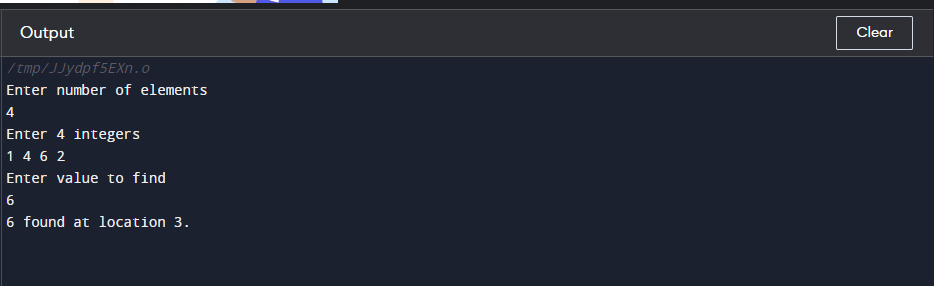 Output
Clear
/tmp/JJydpf5EXn.o
Enter number of elements
4
Enter 4 integers
1 4 6 2
Enter value to find
6
6 found at location 3.